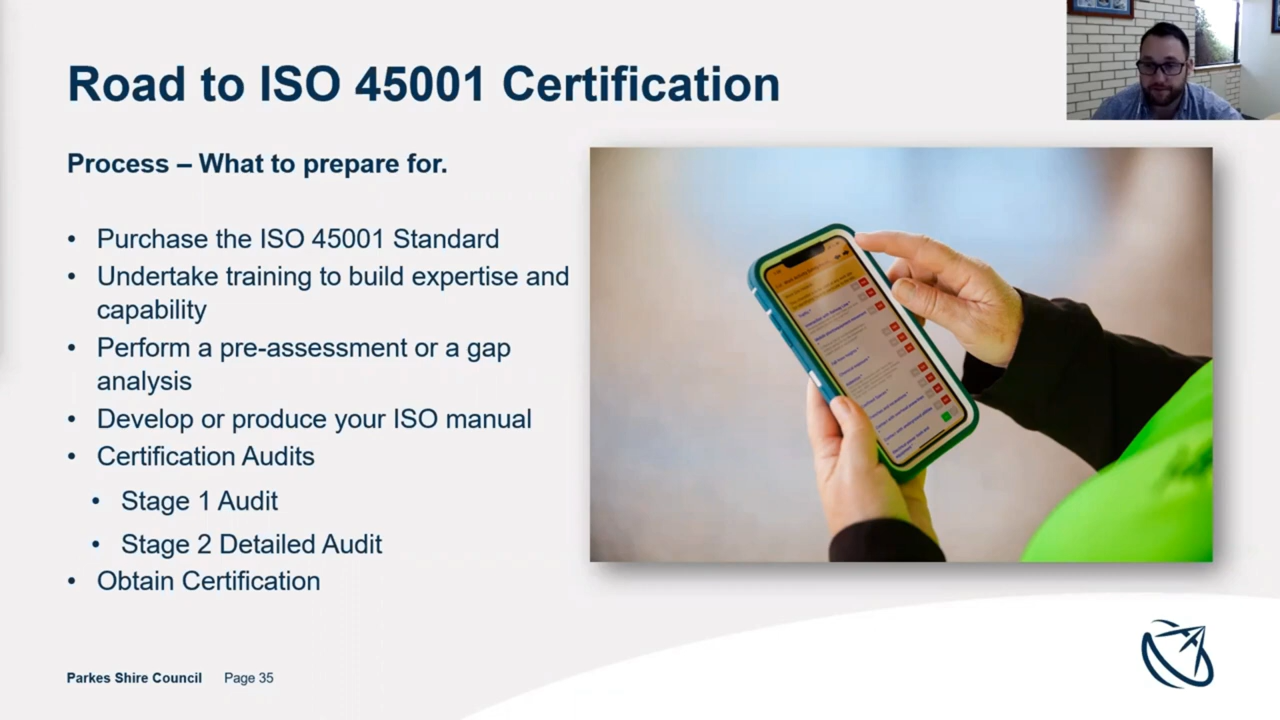 Road to ISO 45001 Certification
Process – What to prepare for.
• Purchase the ISO 45001 Standard
• Undertake training to build expertise and
capability
• Perform a pre-assessment or a gap
analysis
• Develop or produce your ISO manual
• Certification Audits
• Stage 1 Audit
• Stage 2 Detailed Audit
• Obtain Certification
Parkes Shire Council Page 35